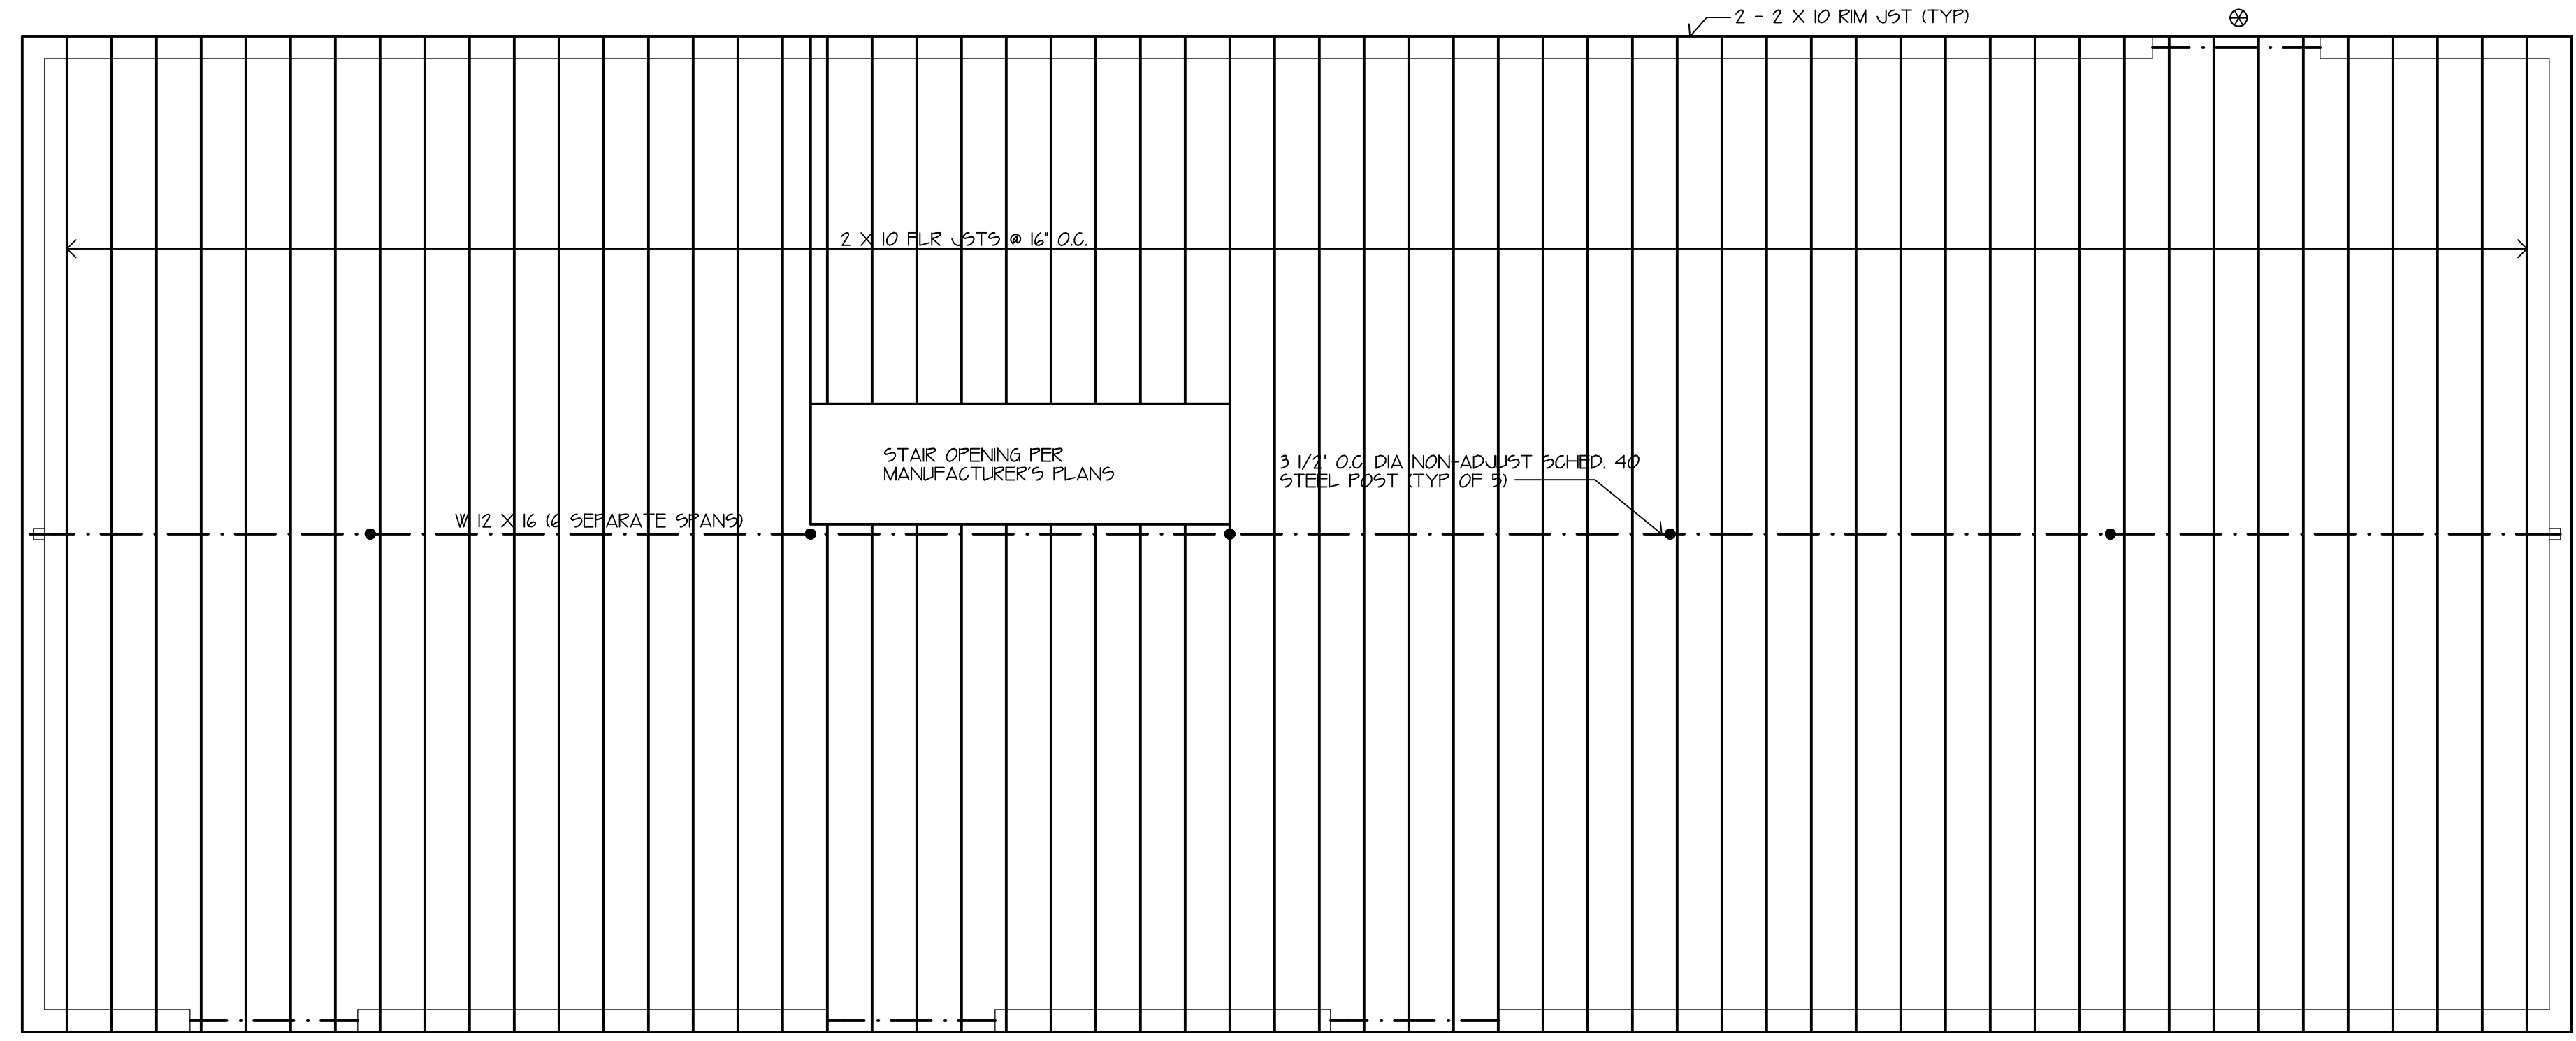 2 - 2 X 10 RIM JST (TYP)
2 X 10 FLR JSTS @ 16" O.C.
STAIR OPENING PER
MANUFACTURER'S PLANS
3 1/2" O.C. DIA NON-ADJUST SCHED. 40
STEEL POST (TYP OF 5)
W 12 X 16 (6 SEPARATE SPANS)